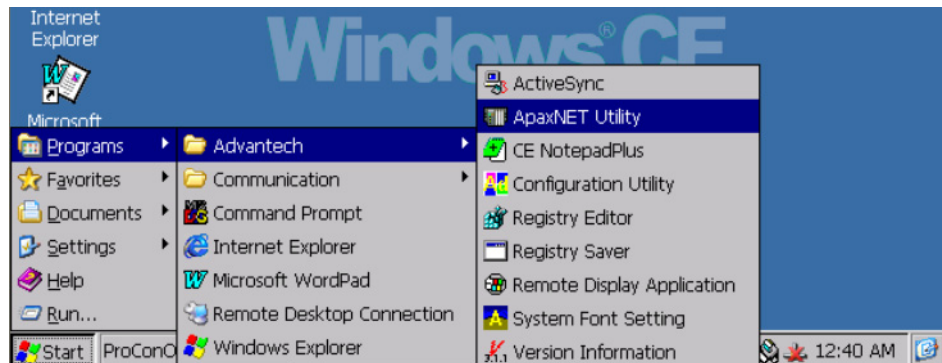 Internet
Explorer
Windows® CE
Microsoft
Programs
Favorites
Documents
Settings
Help
Run...
Advantech
Communication
Command Prompt
Internet Explorer
Microsoft WordPad
Remote Desktop Connection
Windows Explorer
ActiveSync
ApaxNET Utility
CE NotepadPlus
Configuration Utility
Registry Editor
Registry Saver
Remote Display Application
System Font Setting
Version Information
Start
ProConO
12:40 AM